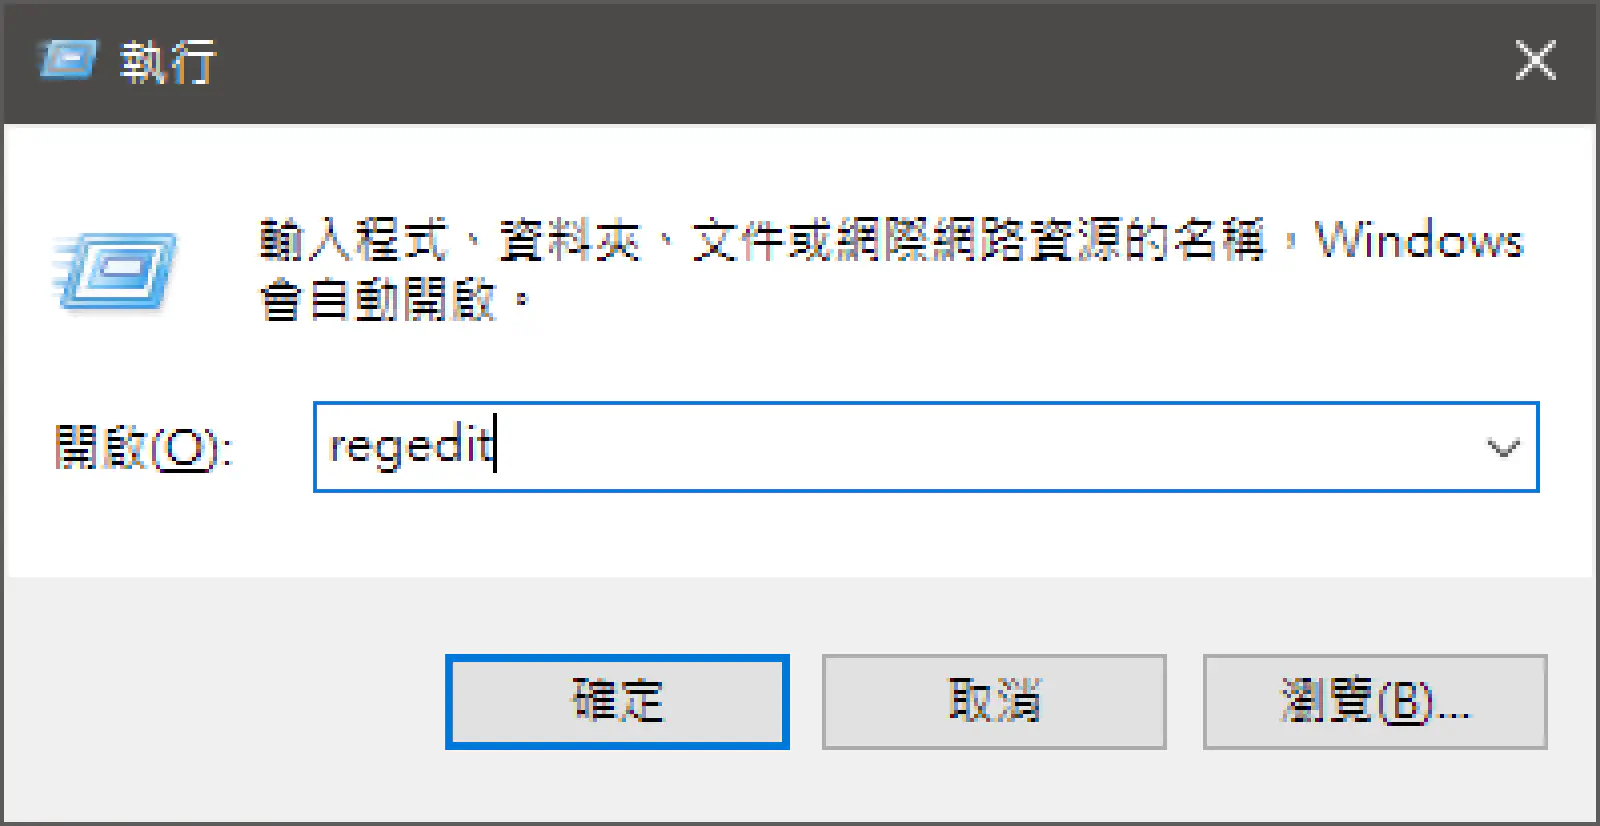 執行
輸入程式、資料夾、文件或網際網路資源的名稱，Windows
會自動開啟。
開啟(O): regedit
確定 取消 瀏覽(B)...